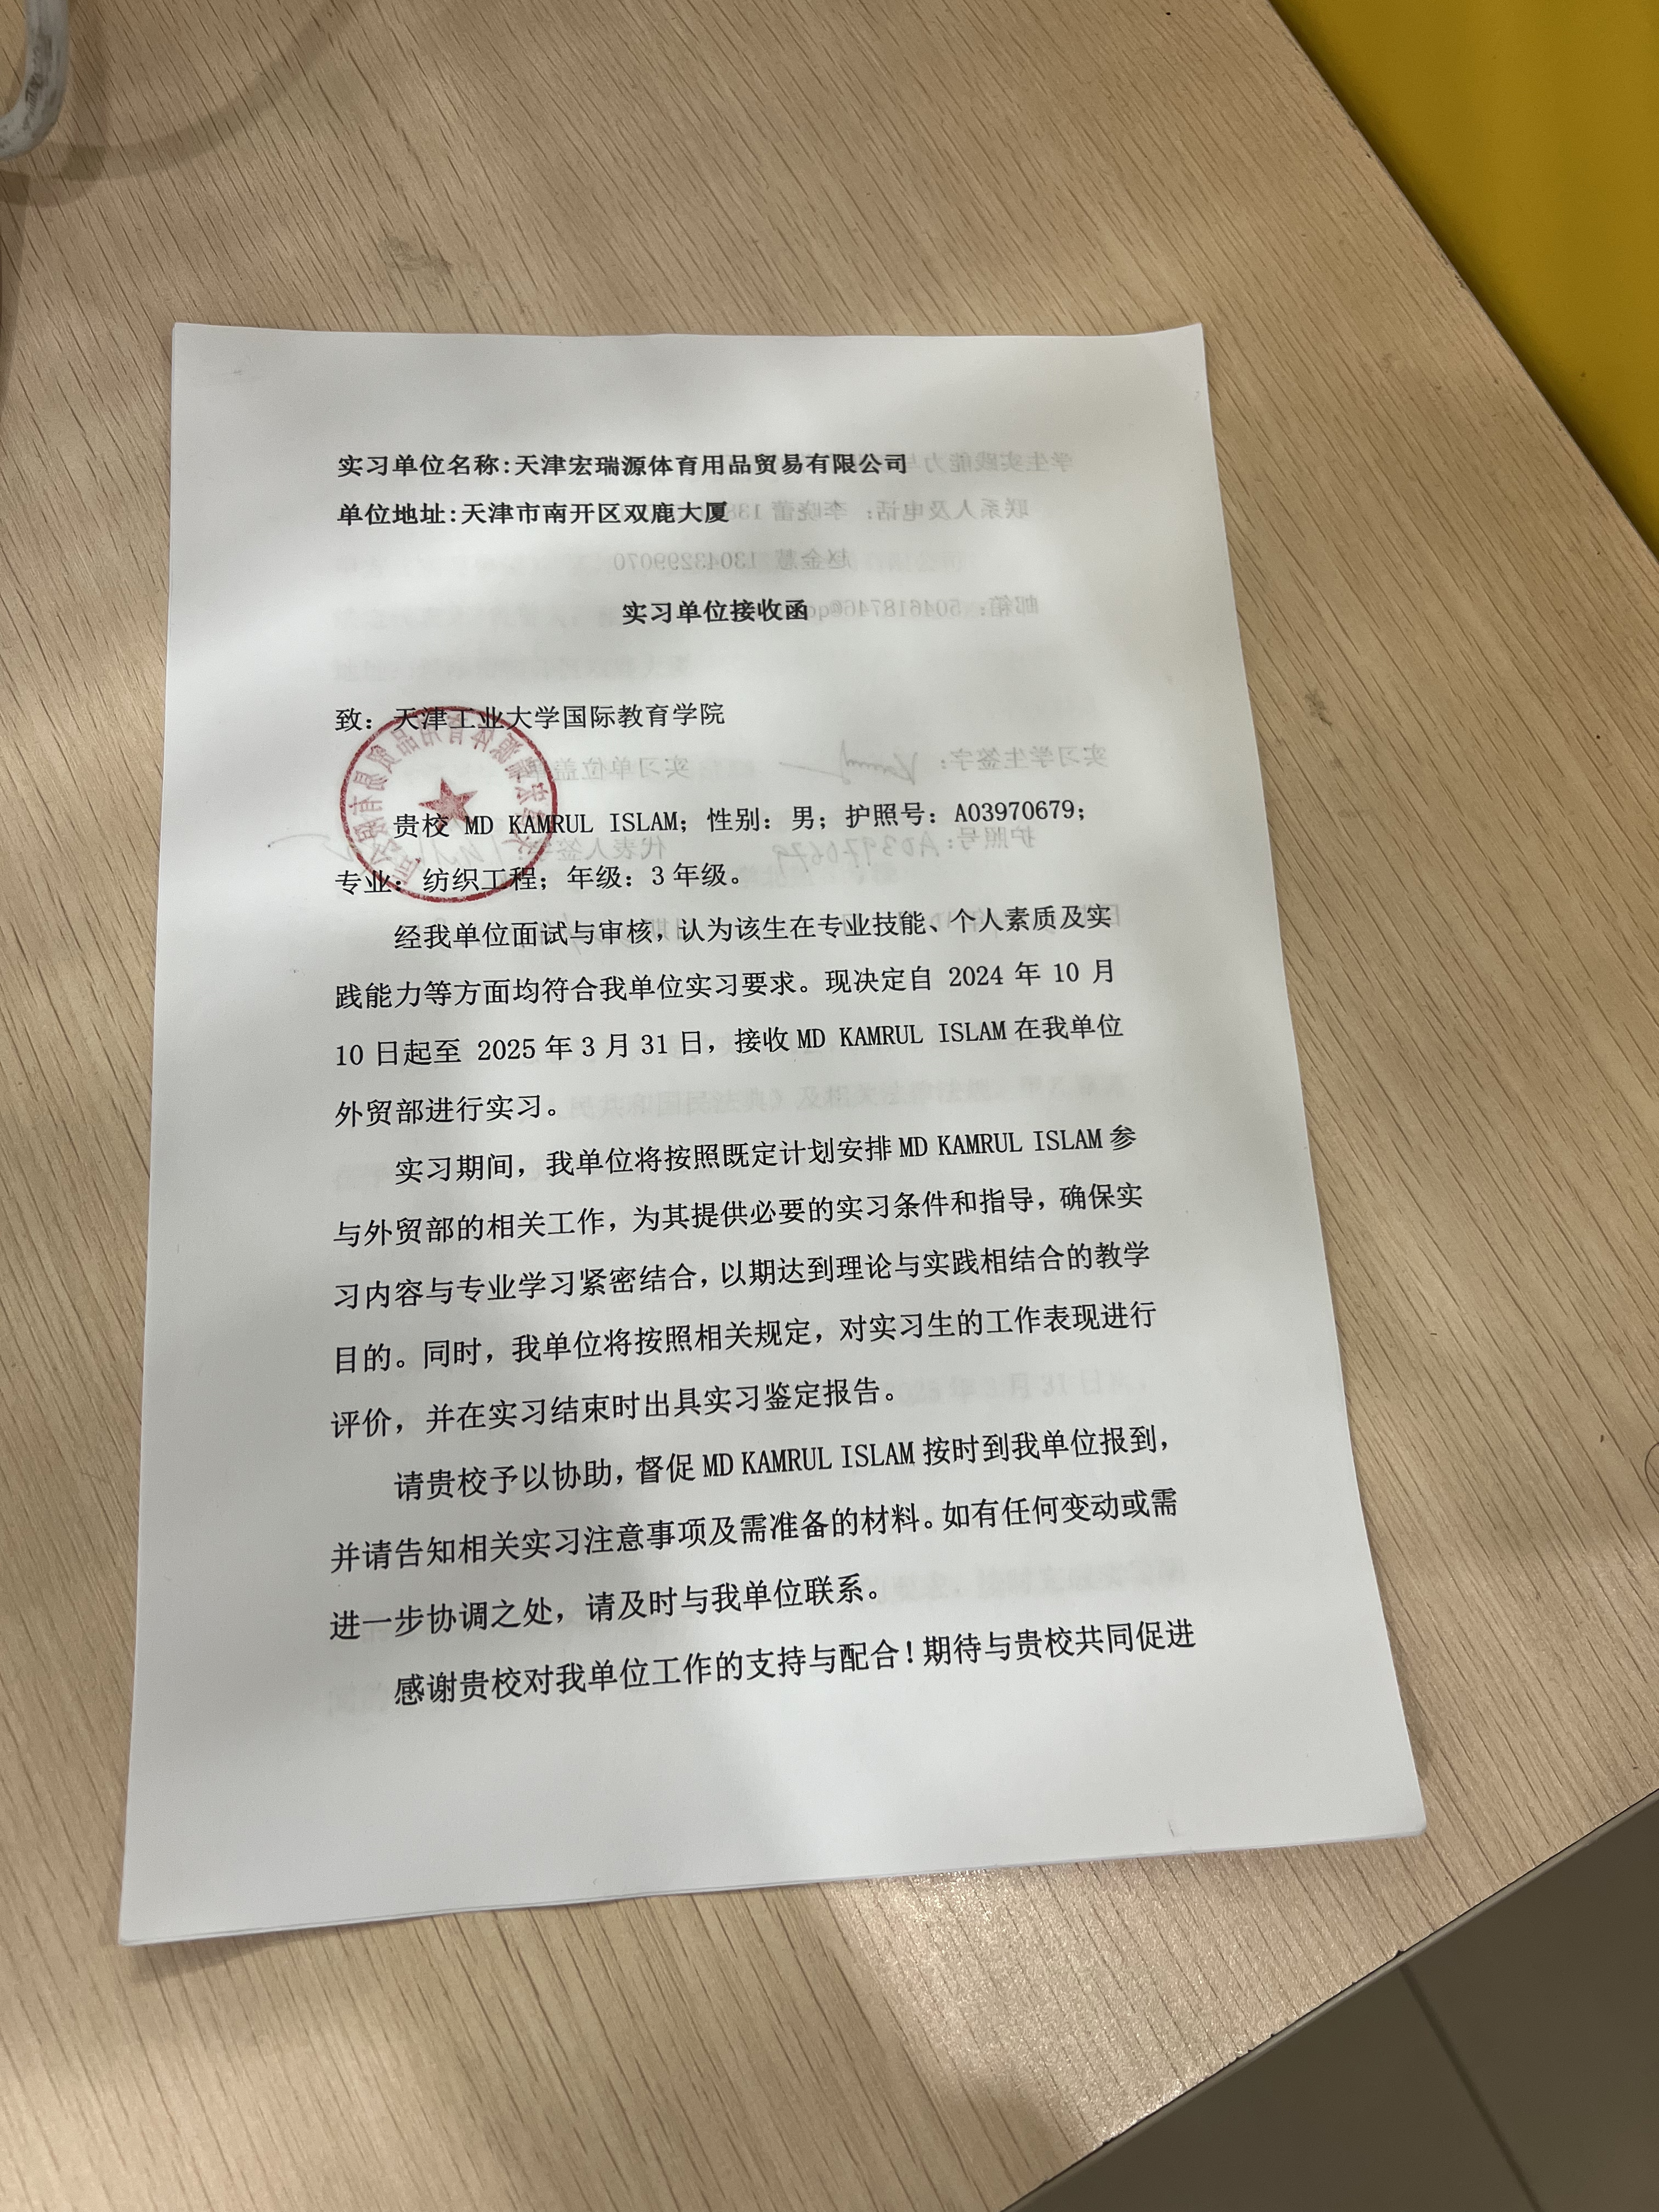 实习单位名称:天津宏瑞源体育用品贸易有限公司
单位地址:天津市南开区双鹿大厦
实习单位接收函
致：天津工业大学国际教育学院
贵校 MD KAMRUL ISLAM；性别：男；护照号：A03970679；
专业：纺织工程；年级：3 年级。
经我单位面试与审核，认为该生在专业技能、个人素质及实
践能力等方面均符合我单位实习要求。现决定自 2024 年 10 月
10 日起至 2025 年 3 月 31 日，接收 MD KAMRUL ISLAM 在我单位
外贸部进行实习。
实习期间，我单位将按照既定计划安排 MD KAMRUL ISLAM 参
与外贸部的相关工作，为其提供必要的实习条件和指导，确保实
习内容与专业学习紧密结合，以期达到理论与实践相结合的教学
目的。同时，我单位将按照相关规定，对实习生的工作表现进行
评价，并在实习结束时出具实习鉴定报告。
请贵校予以协助，督促 MD KAMRUL ISLAM 按时到我单位报到，
并请告知相关实习注意事项及需准备的材料。如有任何变动或需
进一步协调之处，请及时与我单位联系。
感谢贵校对我单位工作的支持与配合！期待与贵校共同促进